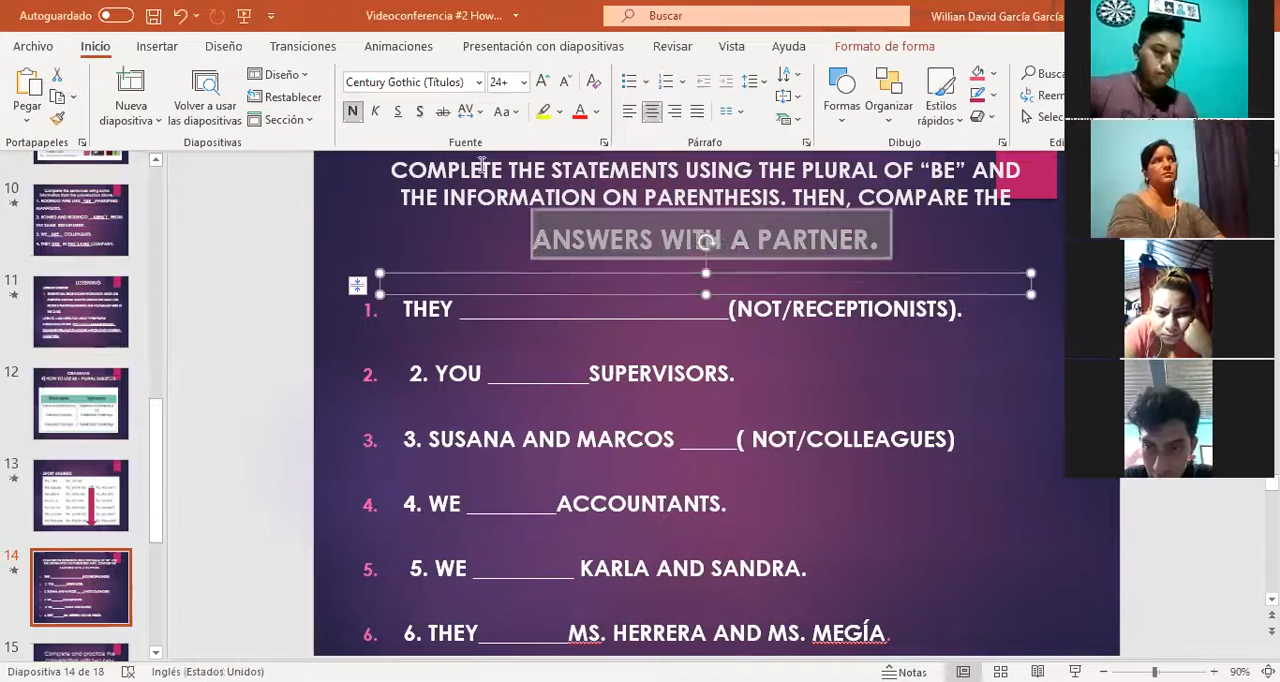 Autoguardado
Videoconferencia #2 How...
Buscar
Willian David García García
Archivo Inicio Insertar Diseño Transiciones Animaciones Presentación con diapositivas Revisar Vista Ayuda Formato de forma
Pegar
Nueva diapositiva
Volver a usar las diapositivas
Diseño
Restablecer
Sección
Century Gothic (Títulos) 24+
N K S S ab AV Aa A
Formas Organizar Estilos rápidos
Portapapeles Diapositivas Fuente Párrafo Dibujo
COMPLETE THE STATEMENTS USING THE PLURAL OF “BE” AND
THE INFORMATION ON PARENTHESIS. THEN, COMPARE THE
ANSWERS WITH A PARTNER.
1. THEY ______________________(NOT/RECEPTIONISTS).
2. 2. YOU _________SUPERVISORS.
3. 3. SUSANA AND MARCOS _____( NOT/COLLEAGUES)
4. 4. WE ________ACCOUNTANTS.
5. 5. WE _________ KARLA AND SANDRA.
6. 6. THEY________MS. HERRERA AND MS. MEGÍA.
10
11
LISTENING
12
13
14
15
Diapositiva 14 de 18
Inglés (Estados Unidos)
Notas
90%